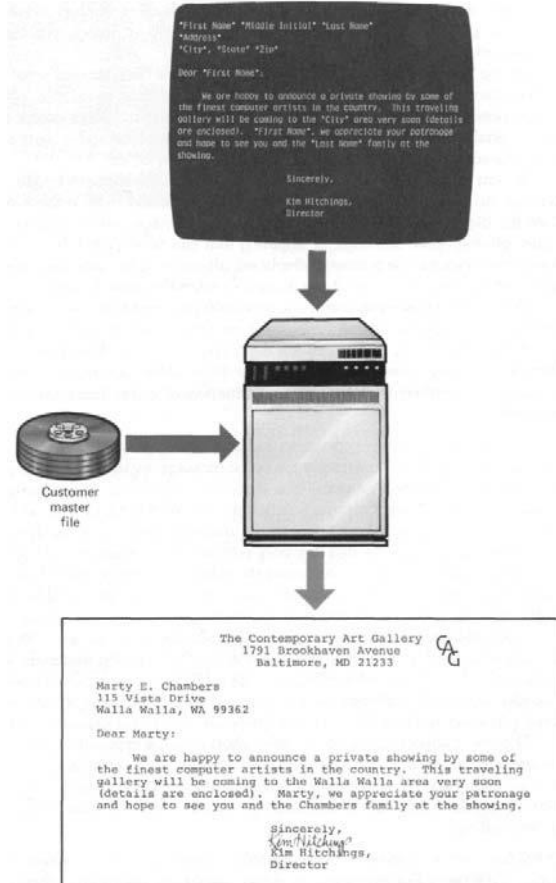 "First Name" "Middle Initial" "Last Name"
"Address"
"City", "State" "Zip"
Dear "First Name":
We are happy to announce a private showing by some of
the finest computer artists in the country. This traveling
gallery will be coming to the "City" area very soon (details
are enclosed). "First Name", we appreciate your patronage
and hope to see you and the "Last Name" family at the
showing.
Sincerely,
Kim Hitchings,
Director
Customer
master
file
The Contemporary Art Gallery
CAG
1791 Brookhaven Avenue
Baltimore, MD 21233
Marty E. Chambers
115 Vista Drive
Walla Walla, WA 99362
Dear Marty:
We are happy to announce a private showing by some of
the finest computer artists in the country. This traveling
gallery will be coming to the Walla Walla area very soon
(details are enclosed). Marty, we appreciate your patronage
and hope to see you and the Chambers family at the showing.
Sincerely,
Kim Hitchings
Kim Hitchings,
Director